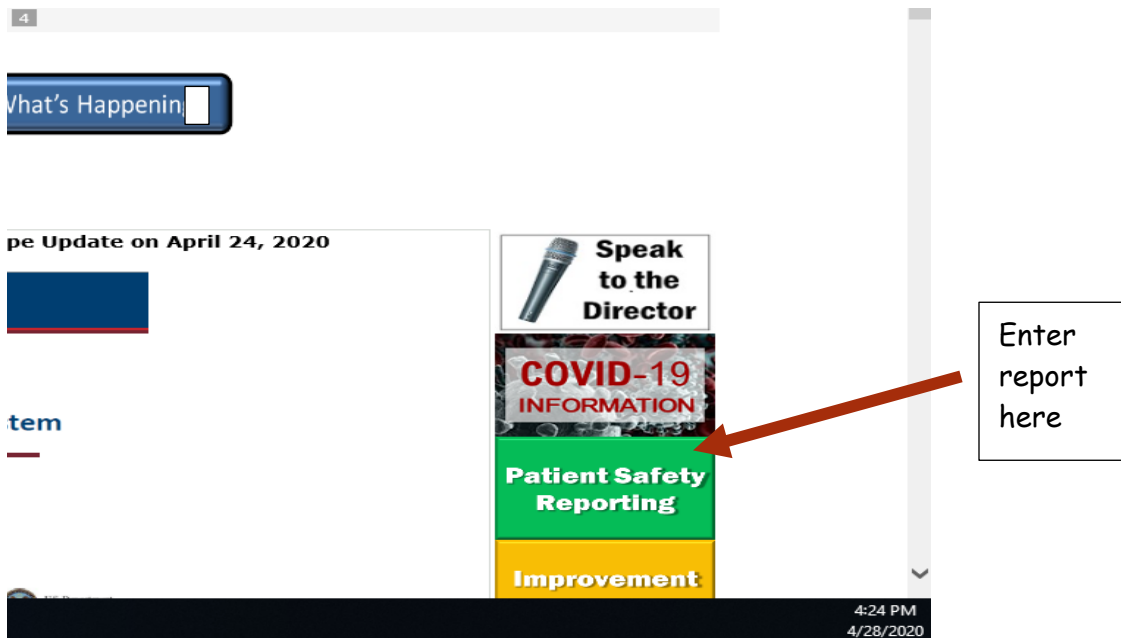 4
What's Happenin
pe Update on April 24, 2020
Speak
to the
Director
COVID-19
INFORMATION
tem
Patient Safety
Reporting
Improvement
4:24 PM
4/28/2020
Enter
report
here